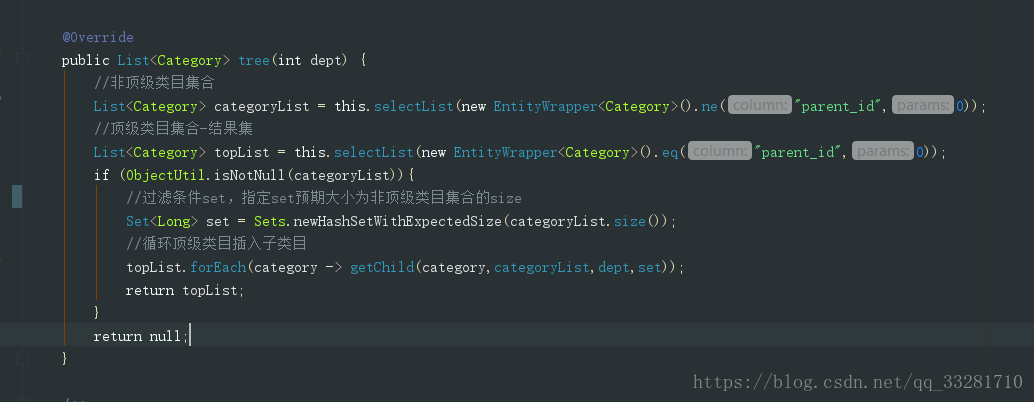 @Override
public List<Category> tree(int dept) {
//非顶级类目集合
List<Category> categoryList = this.selectList(new EntityWrapper<Category>().ne( column: "parent_id", params: 0));
//顶级类目集合-结果集
List<Category> topList = this.selectList(new EntityWrapper<Category>().eq( column: "parent_id", params: 0));
if (ObjectUtil.isNotNull(categoryList)){
//过滤条件set，指定set预期大小为非顶级类目集合的size
Set<Long> set = Sets.newHashSetWithExpectedSize(categoryList.size());
//循环顶级类目插入子类目
topList.forEach(category -> getChild(category,categoryList,dept,set));
return topList;
}
return null;
}
https://blog.csdn.net/qq_33281710